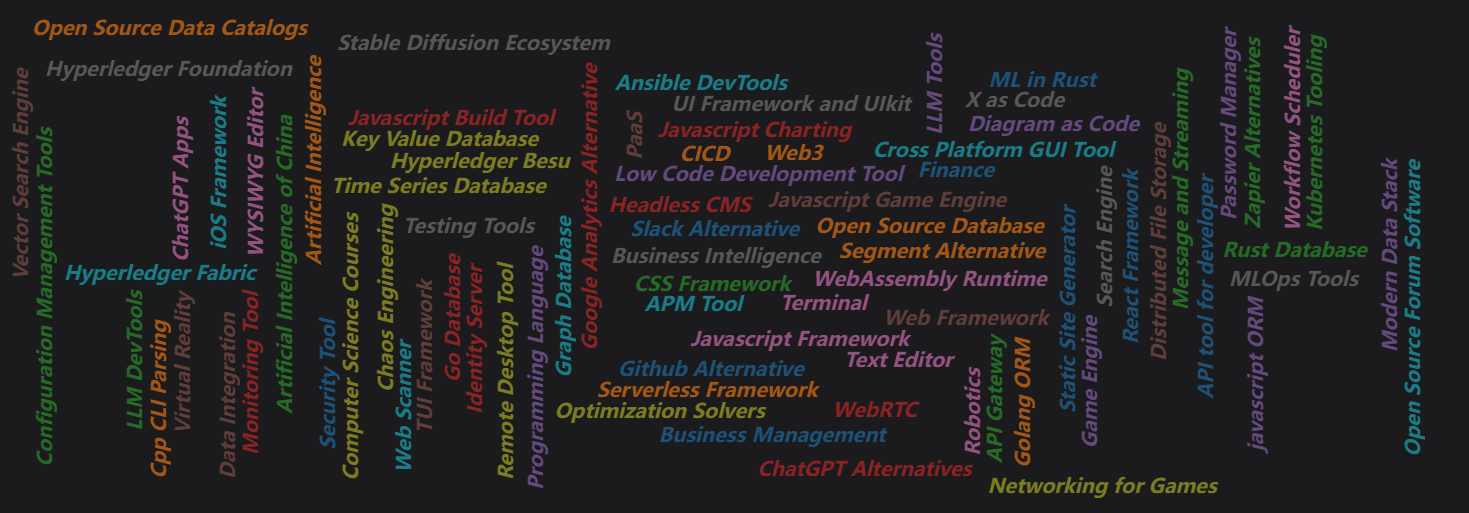 Open Source Data Catalogs
Stable Diffusion Ecosystem
Hyperledger Foundation
Vector Search Engine
Configuration Management Tools
ChatGPT Apps
iOS Framework
WYSIWYG Editor
Artificial Intelligence of China
Artificial Intelligence
Hyperledger Fabric
LLM DevTools
Cpp CLI Parsing
Virtual Reality
Data Integration
Monitoring Tool
Security Tool
Computer Science Courses
Javascript Build Tool
Key Value Database
Hyperledger Besu
Time Series Database
Chaos Engineering
Testing Tools
Web Scanner
TUI Framework
Go Database
Identity Server
Remote Desktop Tool
Programming Language
Graph Database
Google Analytics Alternative
Ansible DevTools
UI Framework and UIkit
PaaS
Javascript Charting
CICD
Web3
Low Code Development Tool
Headless CMS
Javascript Game Engine
Slack Alternative
Open Source Database
Business Intelligence
Segment Alternative
CSS Framework
WebAssembly Runtime
APM Tool
Terminal
Web Framework
Javascript Framework
Text Editor
Github Alternative
Serverless Framework
Optimization Solvers
WebRTC
Business Management
ChatGPT Alternatives
LLM Tools
ML in Rust
X as Code
Diagram as Code
Cross Platform GUI Tool
Finance
Robotics
API Gateway
Golang ORM
Static Site Generator
Game Engine
Search Engine
React Framework
Distributed File Storage
Message and Streaming
API tool for developer
Networking for Games
Password Manager
Zapier Alternatives
Workflow Scheduler
Kubernetes Tooling
Rust Database
MLOps Tools
Javascript ORM
Modern Data Stack
Open Source Forum Software